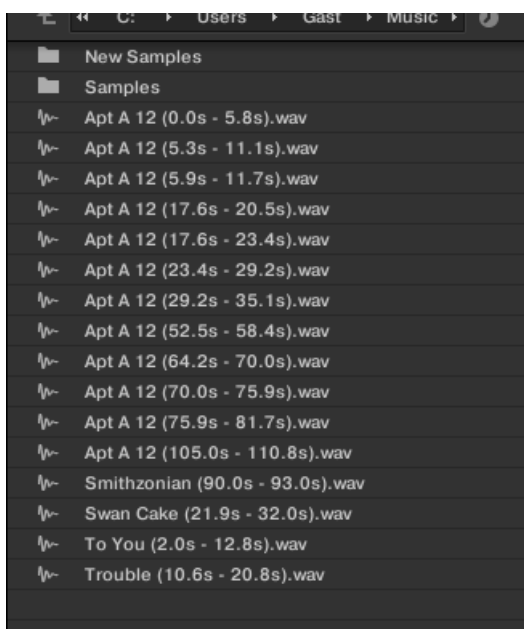 C: Users Gast Music
New Samples
Samples
Apt A 12 (0.0s - 5.8s).wav
Apt A 12 (5.3s - 11.1s).wav
Apt A 12 (5.9s - 11.7s).wav
Apt A 12 (17.6s - 20.5s).wav
Apt A 12 (17.6s - 23.4s).wav
Apt A 12 (23.4s - 29.2s).wav
Apt A 12 (29.2s - 35.1s).wav
Apt A 12 (52.5s - 58.4s).wav
Apt A 12 (64.2s - 70.0s).wav
Apt A 12 (70.0s - 75.9s).wav
Apt A 12 (75.9s - 81.7s).wav
Apt A 12 (105.0s - 110.8s).wav
Smithzonian (90.0s - 93.0s).wav
Swan Cake (21.9s - 32.0s).wav
To You (2.0s - 12.8s).wav
Trouble (10.6s - 20.8s).wav